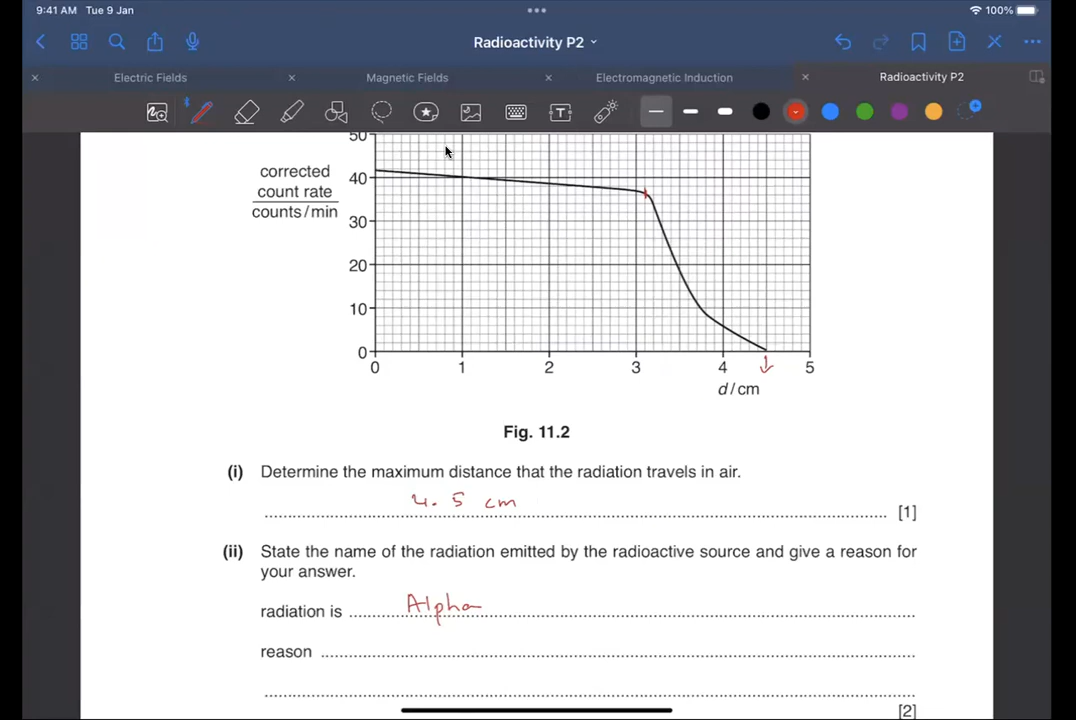 9:41 AM Tue 9 Jan
100%
Radioactivity P2
Electric Fields
Magnetic Fields
Electromagnetic Induction
Radioactivity P2
50
corrected
count rate
counts / min
40
30
20
10
0
0 1 2 3 4 5
d / cm
Fig. 11.2
(i) Determine the maximum distance that the radiation travels in air.
4.5 cm
[1]
(ii) State the name of the radiation emitted by the radioactive source and give a reason for
your answer.
radiation is Alpha
reason
[2]